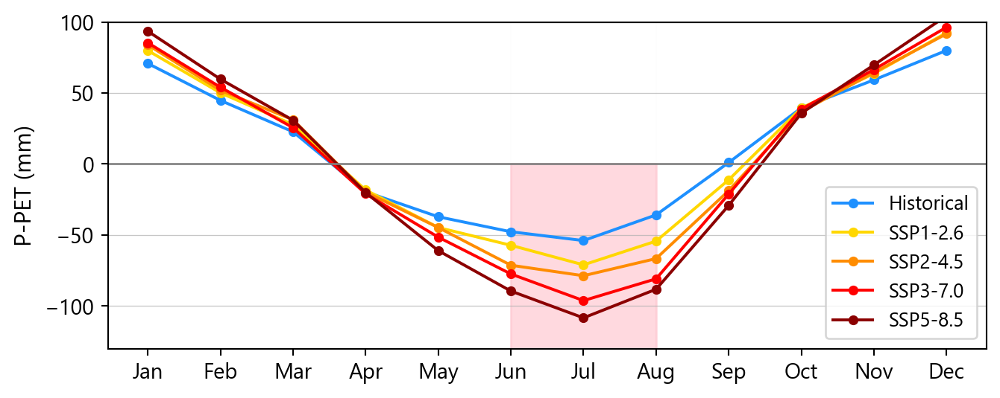 P-PET (mm)
100
50
0
−50
−100
Jan Feb Mar Apr May Jun Jul Aug Sep Oct Nov Dec
Historical
SSP1-2.6
SSP2-4.5
SSP3-7.0
SSP5-8.5